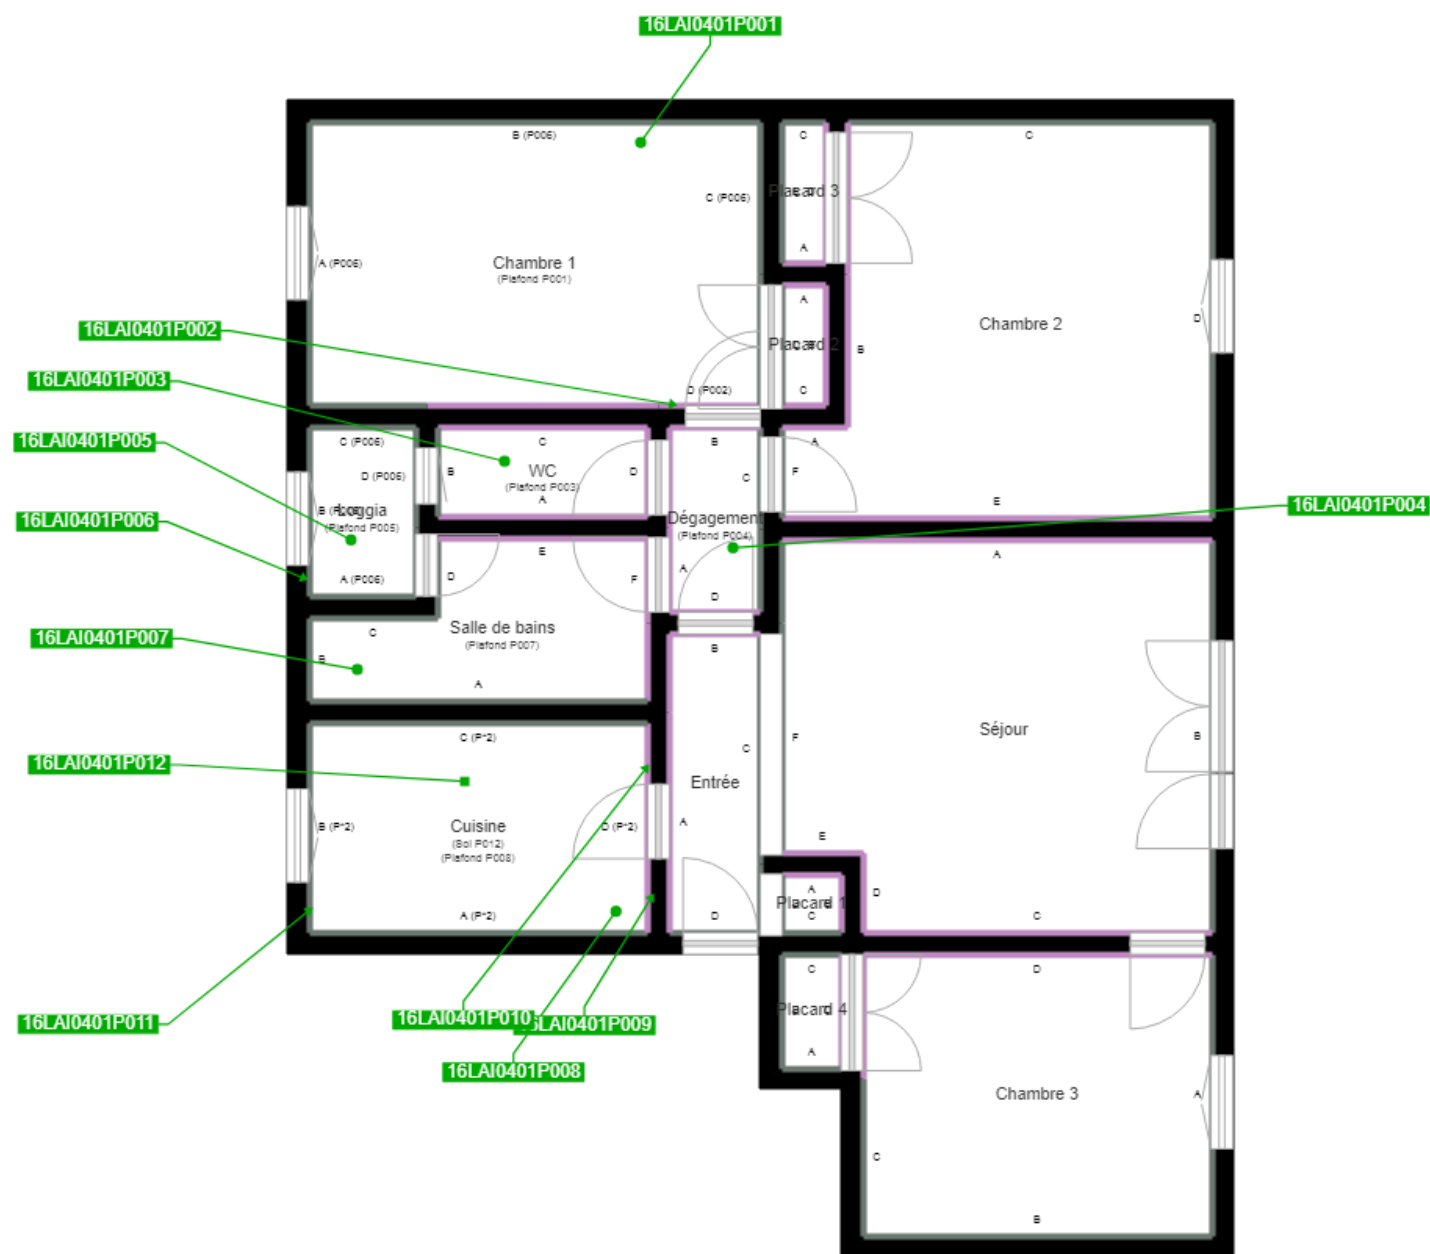 16LAI0401P001
B (P006)
C
C
C (P006)
Placard 3
A
A (P006)
Chambre 1
(Plafond P001)
A
D
16LAI0401P002
Chambre 2
Placard 2
B
D (P002)
C
16LAI0401P003
16LAI0401P005
C (P006)
C
B
A
D (P006)
B
WC
D
(Plafond P003)
C
F
A
E
16LAI0401P004
Loggia
(Plafond P005)
16LAI0401P006
Dégagement
(Plafond P004)
E
A
A (P006)
D
F
A
D
16LAI0401P007
C
Salle de bains
(Plafond P007)
B
B
A
C (P*2)
C
F
Séjour
B
16LAI0401P012
Entrée
B (P*2)
Cuisine
(Sol P012)
(Plafond P008)
D (P*2)
A
E
A
D
Placard 1
A (P*2)
D
C
C
16LAI0401P011
16LAI0401P010
16LAI0401P009
C
D
Placard 4
A
16LAI0401P008
Chambre 3
A
C
B